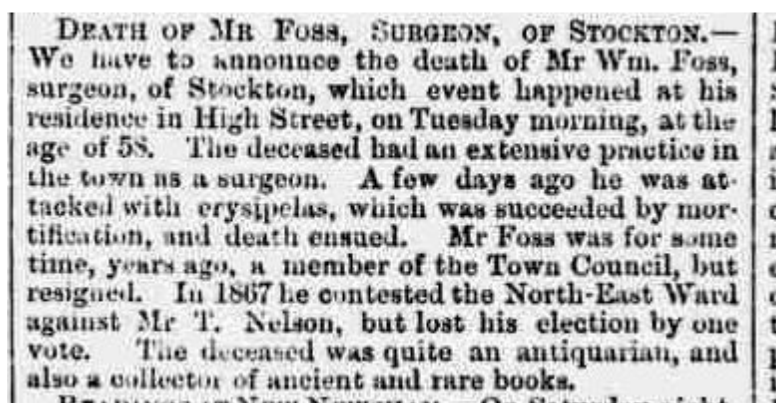 DEATH OF MR FOSS, SURGEON, OF STOCKTON.—
We have to announce the death of Mr Wm. Foss,
surgeon, of Stockton, which event happened at his
residence in High Street, on Tuesday morning, at the
age of 58. The deceased had an extensive practice in
the town as a surgeon. A few days ago he was at-
tacked with erysipelas, which was succeeded by mor-
tification, and death ensued. Mr Foss was for some
time, years ago, a member of the Town Council, but
resigned. In 1867 he contested the North-East Ward
against Mr T. Nelson, but lost his election by one
vote. The deceased was quite an antiquarian, and
also a collector of ancient and rare books.